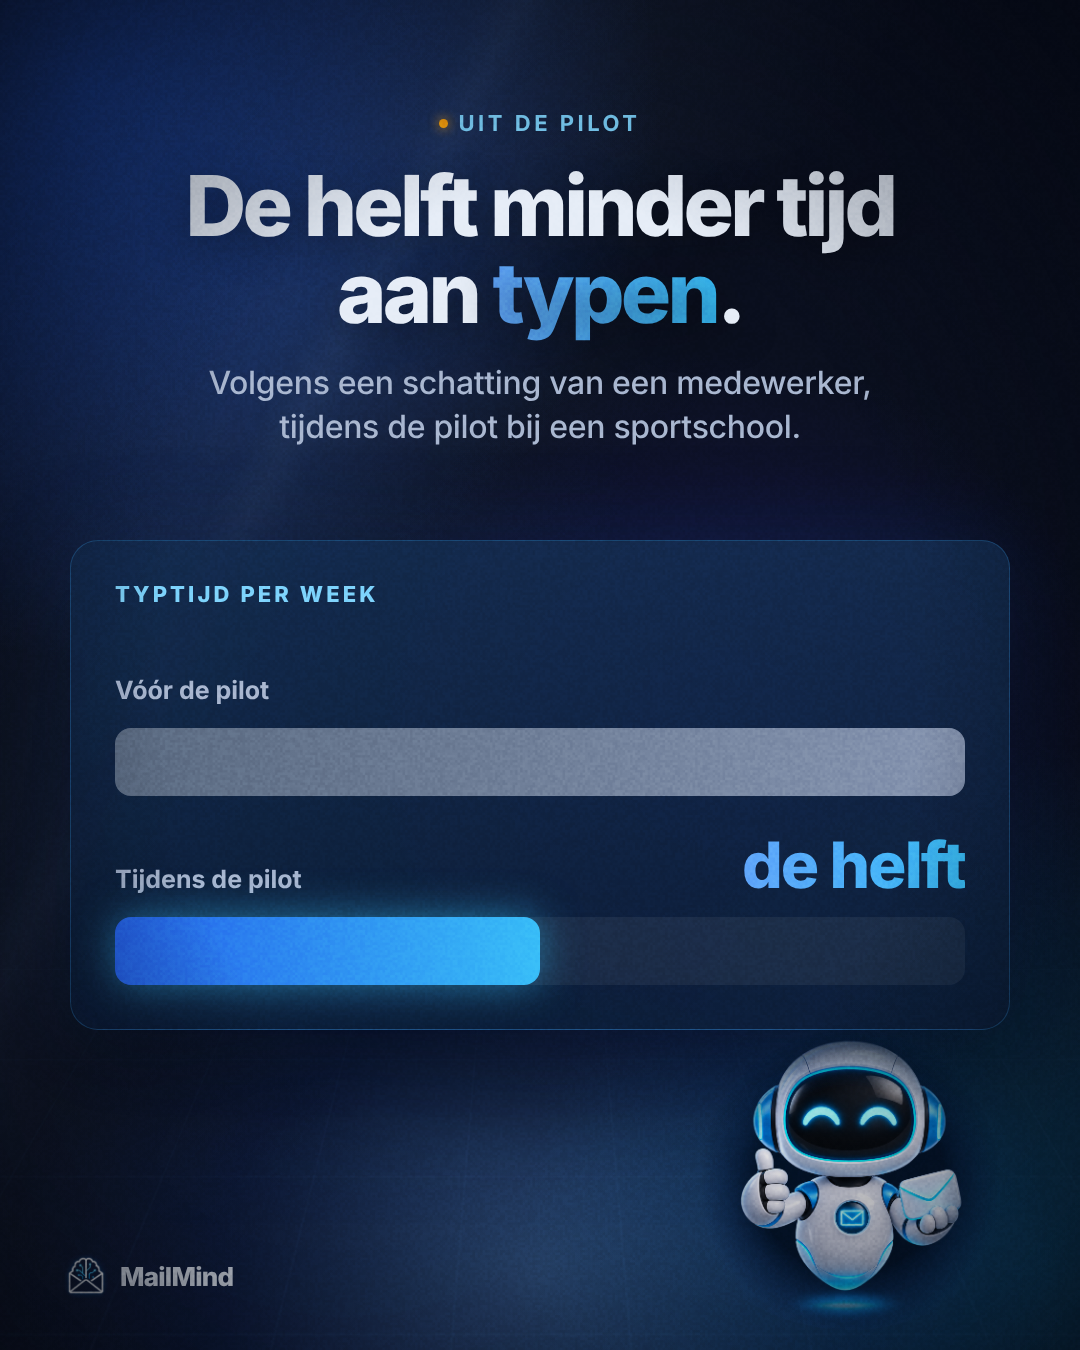 UIT DE PILOT
De helft minder tijd
aan typen.
Volgens een schatting van een medewerker,
tijdens de pilot bij een sportschool.
TYPTIJD PER WEEK
Vóór de pilot
Tijdens de pilot
de helft
MailMind